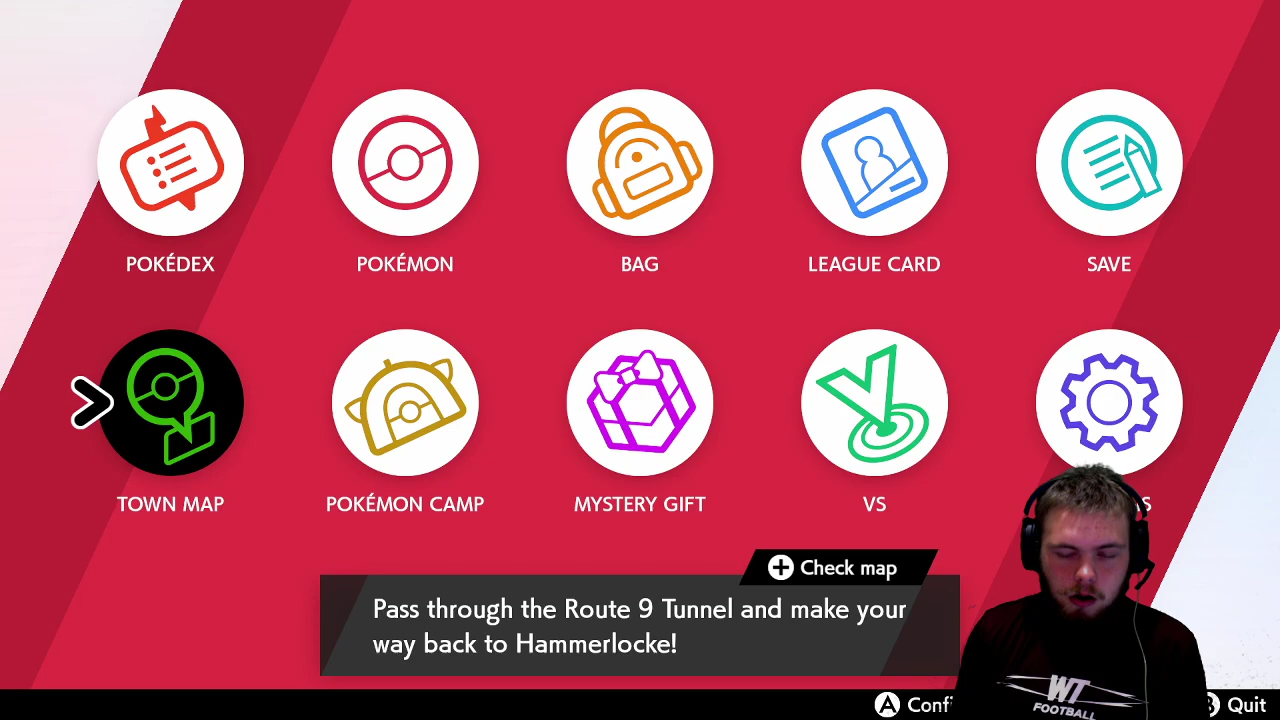 POKÉDEX
POKÉMON
BAG
LEAGUE CARD
SAVE
TOWN MAP
POKÉMON CAMP
MYSTERY GIFT
VS
Check map
Pass through the Route 9 Tunnel and make your
way back to Hammerlocke!
WT
FOOTBALL
A
Quit